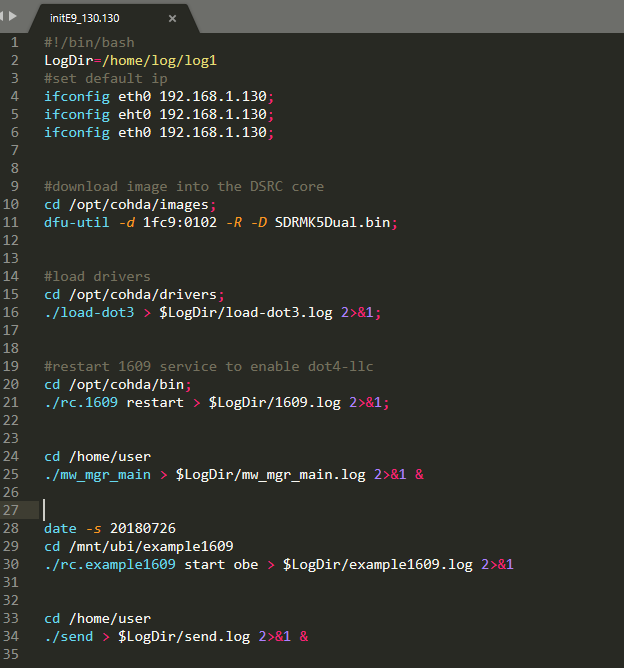 initE9_130.130 ×
1 #!/bin/bash
2 LogDir=/home/log/log1
3 #set default ip
4 ifconfig eth0 192.168.1.130;
5 ifconfig eht0 192.168.1.130;
6 ifconfig eth0 192.168.1.130;
7
8
9 #download image into the DSRC core
10 cd /opt/cohda/images;
11 dfu-util -d 1fc9:0102 -R -D SDRMK5Dual.bin;
12
13
14 #load drivers
15 cd /opt/cohda/drivers;
16 ./load-dot3 > $LogDir/load-dot3.log 2>&1;
17
18
19 #restart 1609 service to enable dot4-llc
20 cd /opt/cohda/bin;
21 ./rc.1609 restart > $LogDir/1609.log 2>&1;
22
23
24 cd /home/user
25 ./mw_mgr_main > $LogDir/mw_mgr_main.log 2>&1 &
26
27
28 date -s 20180726
29 cd /mnt/ubi/example1609
30 ./rc.example1609 start obe > $LogDir/example1609.log 2>&1
31
32
33 cd /home/user
34 ./send > $LogDir/send.log 2>&1 &
35